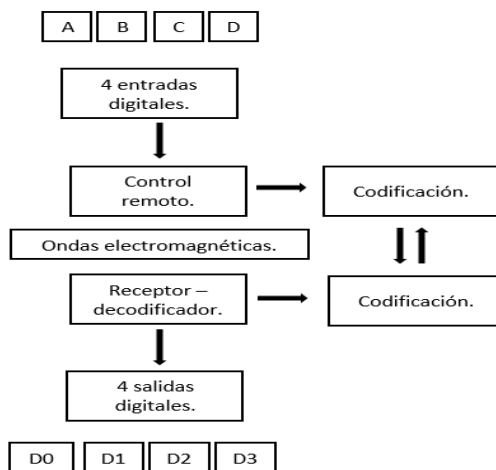 A B C D
4 entradas
digitales.
Control
remoto.
Codificación.
Ondas electromagnéticas.
Receptor –
decodificador.
Codificación.
4 salidas
digitales.
D0 D1 D2 D3